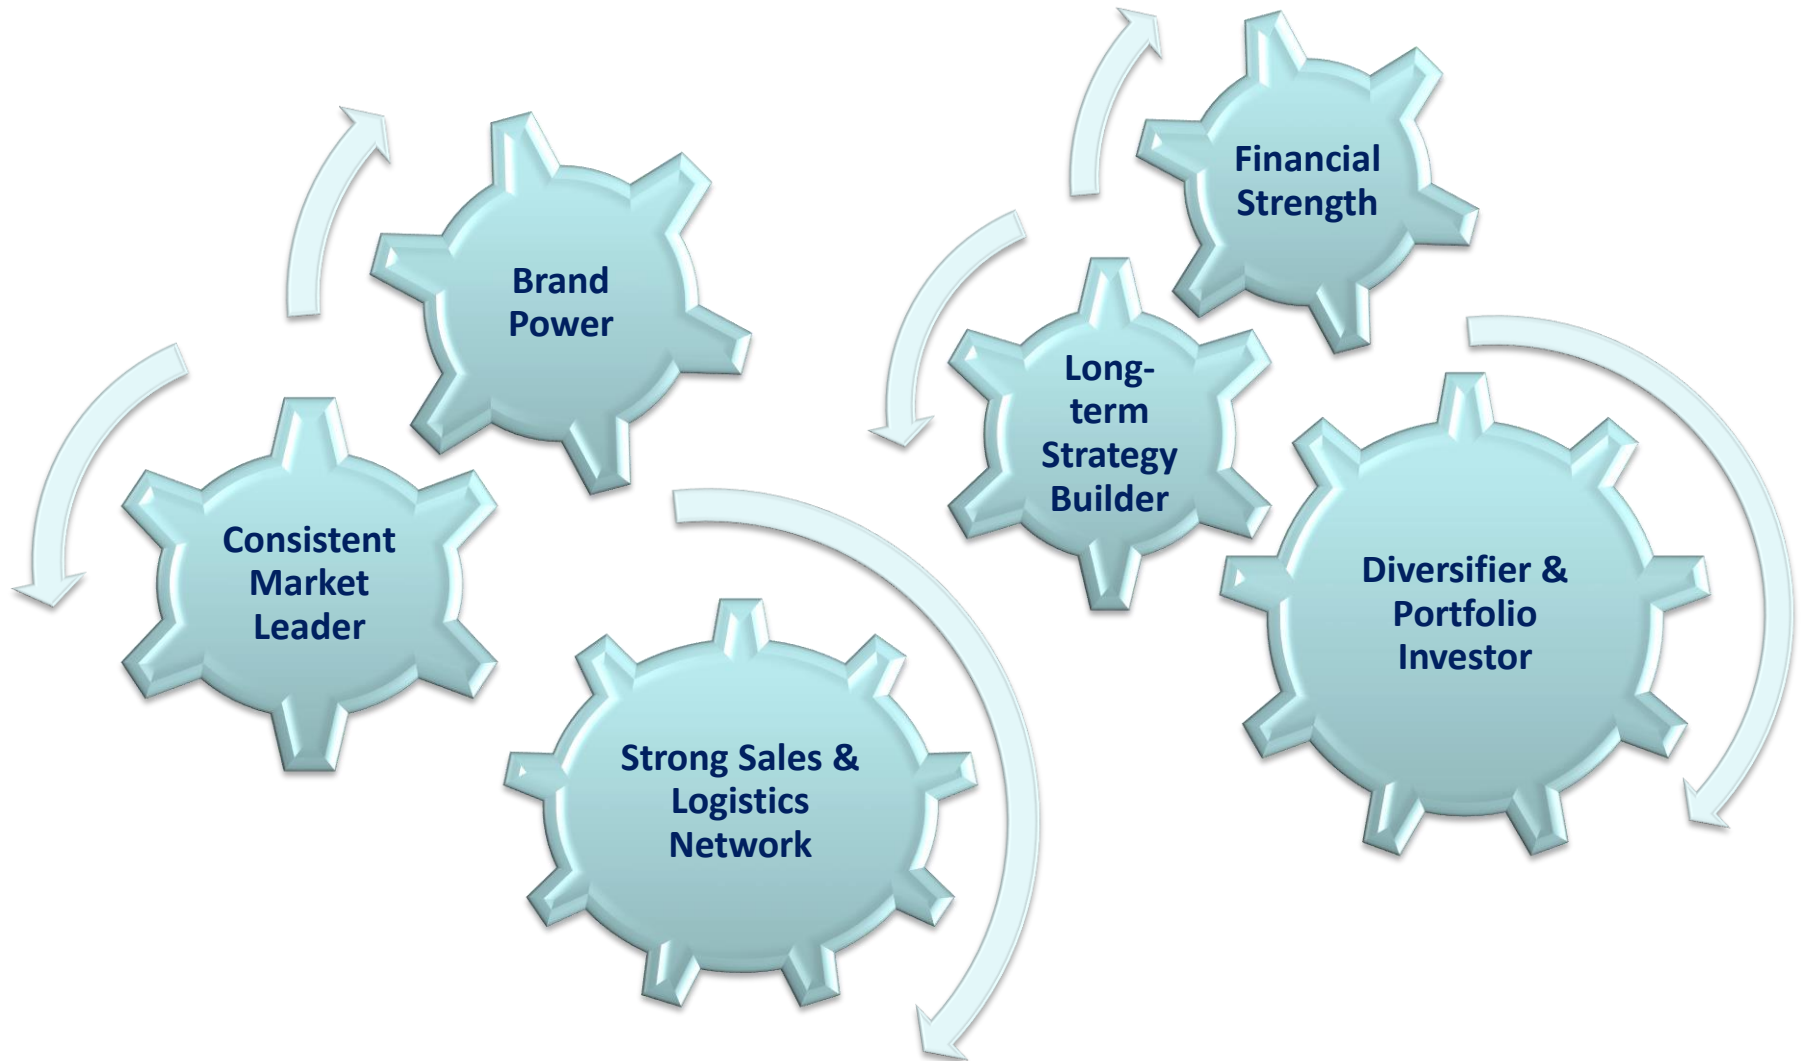 Brand
Power
Consistent
Market
Leader
Strong Sales &
Logistics
Network
Financial
Strength
Long-
term
Strategy
Builder
Diversifier &
Portfolio
Investor